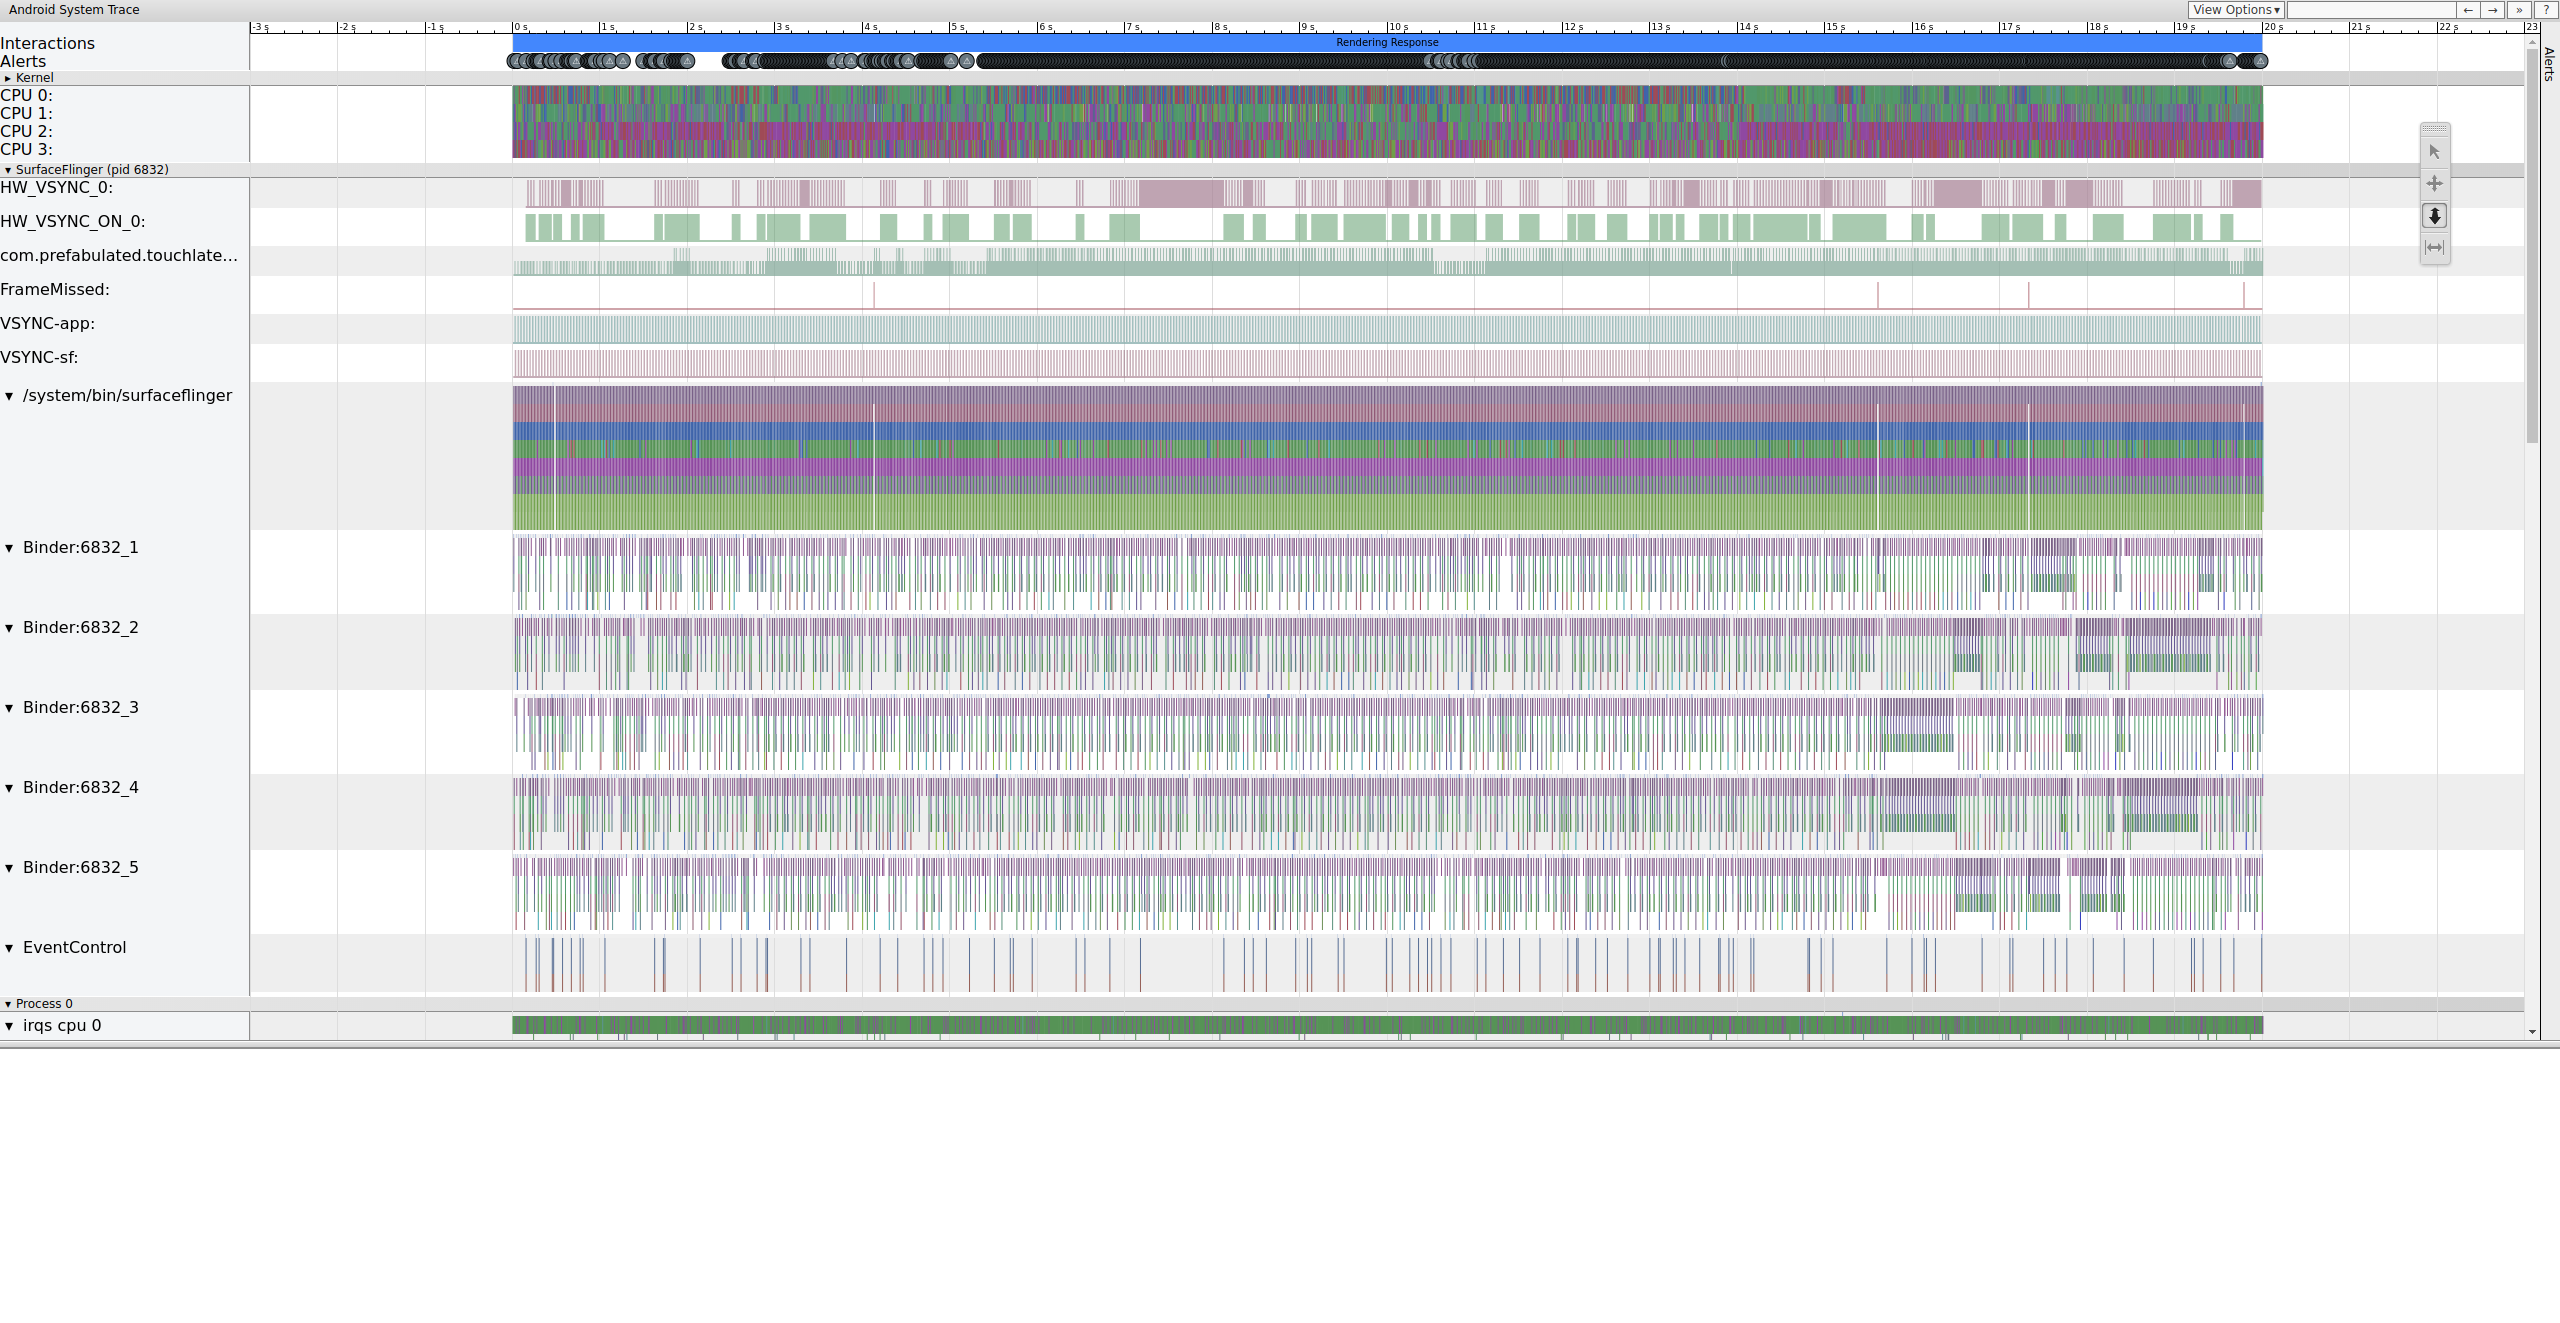 Android System Trace
View Options▾ ← → » ?
-3 s -2 s -1 s 0 s 1 s 2 s 3 s 4 s 5 s 6 s 7 s 8 s 9 s 10 s 11 s 12 s 13 s 14 s 15 s 16 s 17 s 18 s 19 s 20 s 21 s 22 s 23
Interactions Rendering Response
Alerts
Alerts
Kernel
CPU 0:
CPU 1:
CPU 2:
CPU 3:
SurfaceFlinger (pid 6832)
HW_VSYNC_0:
HW_VSYNC_ON_0:
com.prefabulated.touchlate…
FrameMissed:
VSYNC-app:
VSYNC-sf:
/system/bin/surfaceflinger
Binder:6832_1
Binder:6832_2
Binder:6832_3
Binder:6832_4
Binder:6832_5
EventControl
Process 0
irqs cpu 0